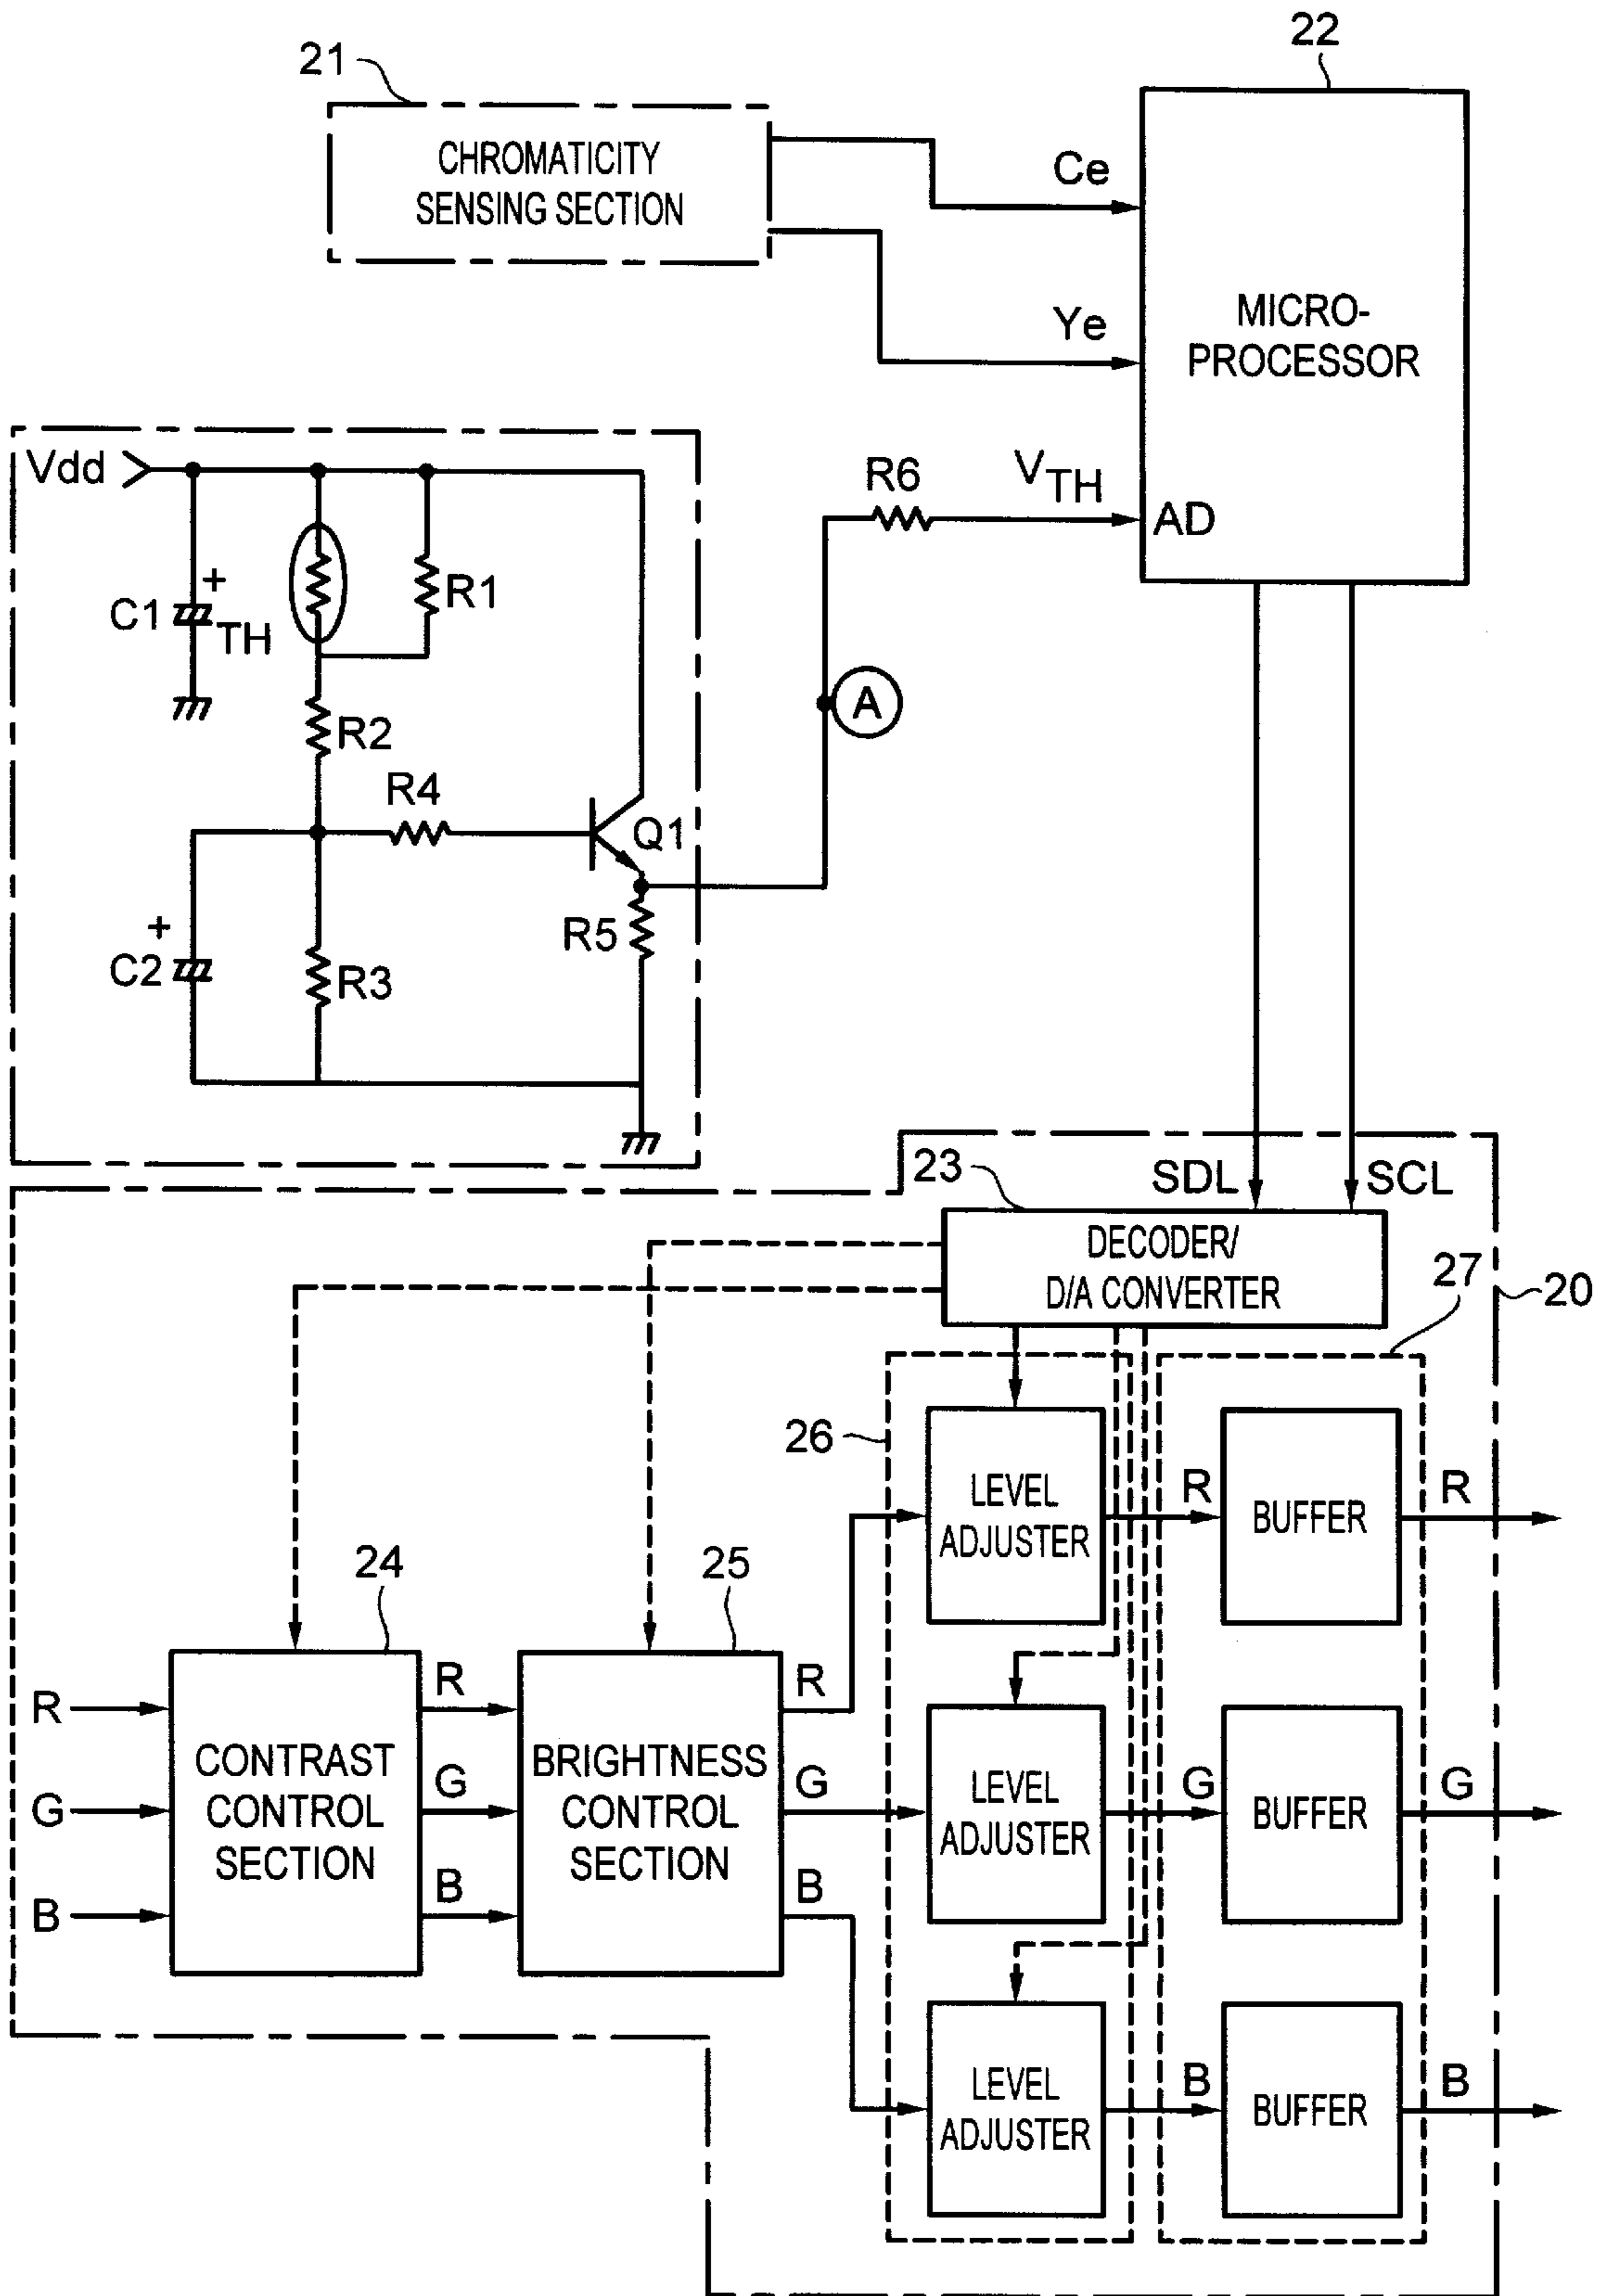 21
22
CHROMATICITY
SENSING SECTION
Ce
Ye
MICRO-
PROCESSOR
Vdd
R6
VTH
AD
+
C1
TH
R1
R2
A
R4
Q1
+
C2
R3
R5
23
SDL
SCL
DECODER/
D/A CONVERTER
27
20
26
LEVEL
ADJUSTER
R
BUFFER
R
24
25
R
R
R
CONTRAST
CONTROL
SECTION
BRIGHTNESS
CONTROL
SECTION
G
G
G
LEVEL
ADJUSTER
G
BUFFER
G
B
B
B
LEVEL
ADJUSTER
B
BUFFER
B